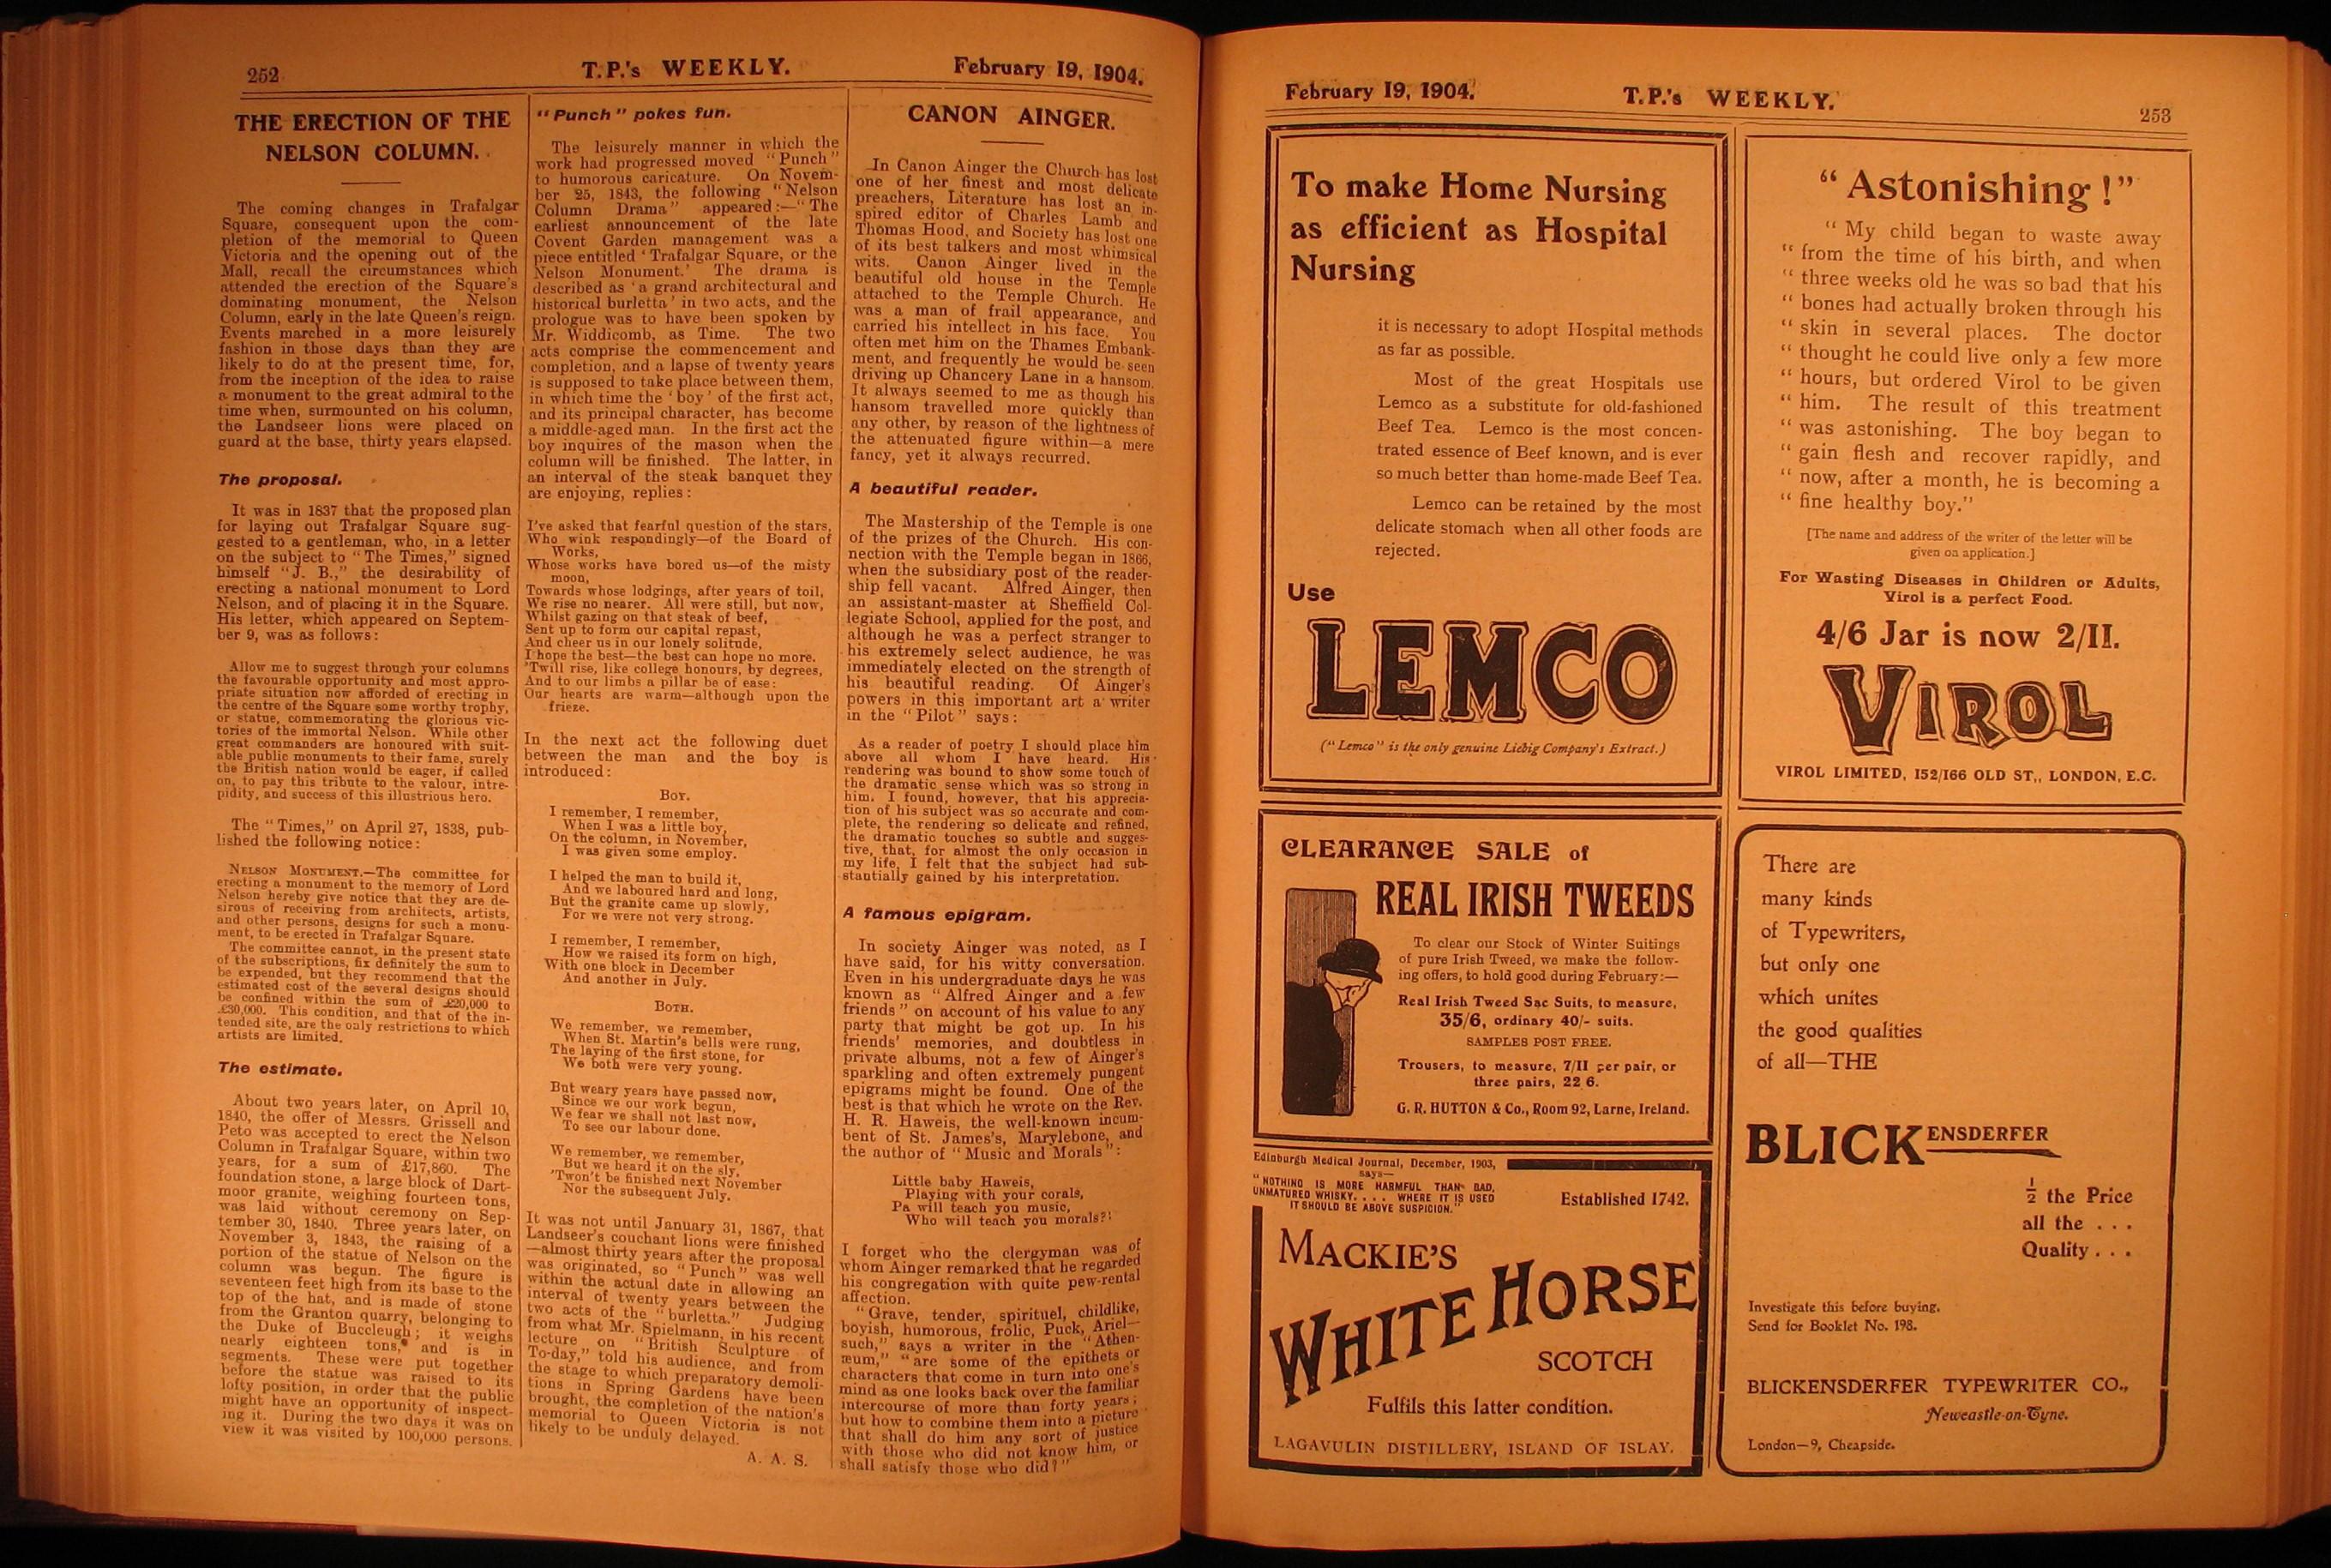 252
T.P.'s WEEKLY.
February 19, 1904.
THE ERECTION OF THE
NELSON COLUMN.
The coming changes in Trafalgar
Square, consequent upon the com-
pletion of the memorial to Queen
Victoria and the opening out of the
Mall, recall the circumstances which
attended the erection of the Square's
dominating monument, the Nelson
Column, early in the late Queen's reign.
Events marched in a more leisurely
fashion in those days than they are
likely to do at the present time, for,
from the inception of the idea to raise
a monument to the great admiral to the
time when, surmounted on his column,
the Landseer lions were placed on
guard at the base, thirty years elapsed.
The proposal.
It was in 1837 that the proposed plan
for laying out Trafalgar Square sug-
gested to a gentleman, who, in a letter
on the subject to "The Times," signed
himself "J. B.," the desirability of
erecting a national monument to Lord
Nelson, and of placing it in the Square.
His letter, which appeared on Septem-
ber 9, was as follows:
Allow me to suggest through your columns
the favourable opportunity and most appro-
priate situation now afforded of erecting in
the centre of the Square some worthy trophy,
or statue, commemorating the glorious vic-
tories of the immortal Nelson. While other
great commanders are honoured with suit-
able public monuments to their fame, surely
the British nation would be eager, if called
on, to pay this tribute to the valour, intre-
pidity, and success of this illustrious hero.
The "Times," on April 27, 1838, pub-
lished the following notice:
NELSON MONUMENT.—The committee for
erecting a monument to the memory of Lord
Nelson hereby give notice that they are de-
sirous of receiving from architects, artists,
and other persons, designs for such a monu-
ment, to be erected in Trafalgar Square.
The committee cannot, in the present state
of the subscriptions, fix definitely the sum to
be expended, but they recommend that the
estimated cost of the several designs should
be confined within the sum of £20,000 to
£30,000. This condition, and that of the in-
tended site, are the only restrictions to which
artists are limited.
The estimate.
About two years later, on April 10,
1840, the offer of Messrs. Grissell and
Peto was accepted to erect the Nelson
Column in Trafalgar Square, within two
years, for a sum of £17,860. The
foundation stone, a large block of Dart-
moor granite, weighing fourteen tons,
was laid without ceremony on Sep-
tember 30, 1840. Three years later, on
November 3, 1843, the raising of a
portion of the statue of Nelson on the
column was begun. The figure is
seventeen feet high from its base to the
top of the hat, and is made of stone
from the Granton quarry, belonging to
the Duke of Buccleugh; it weighs
nearly eighteen tons, and is in
segments. These were put together
before the statue was raised to its
lofty position, in order that the public
might have an opportunity of inspect-
ing it. During the two days it was on
view it was visited by 100,000 persons.
"Punch" pokes fun.
The leisurely manner in which the
work had progressed moved "Punch"
to humorous caricature. On Novem-
ber 25, 1843, the following "Nelson
Column Drama" appeared:—"The
earliest announcement of the late
Covent Garden management was a
piece entitled 'Trafalgar Square, or the
Nelson Monument.' The drama is
described as 'a grand architectural and
historical burletta' in two acts, and the
prologue was to have been spoken by
Mr. Widdicomb, as Time. The two
acts comprise the commencement and
completion, and a lapse of twenty years
is supposed to take place between them,
in which time the 'boy' of the first act,
and its principal character, has become
a middle-aged man. In the first act the
boy inquires of the mason when the
column will be finished. The latter, in
an interval of the steak banquet they
are enjoying, replies:
I've asked that fearful question of the stars,
Who wink respondingly—of the Board of
Works,
Whose works have bored us—of the misty
moon,
Towards whose lodgings, after years of toil,
We rise no nearer. All were still, but now,
Whilst gazing on that steak of beef,
Sent up to form our capital repast,
And cheer us in our lonely solitude,
I hope the best—the best can hope no more.
'Twill rise, like college honours, by degrees,
And to our limbs a pillar be of ease:
Our hearts are warm—although upon the
frieze.
In the next act the following duet
between the man and the boy is
introduced:
BOY.
I remember, I remember,
When I was a little boy,
On the column, in November,
I was given some employ.
I helped the man to build it,
And we laboured hard and long,
But the granite came up slowly,
For we were not very strong.
I remember, I remember,
How we raised its form on high,
With one block in December
And another in July.
BOTH.
We remember, we remember,
When St. Martin's bells were rung,
The laying of the first stone, for
We both were very young.
But weary years have passed now,
Since we our work begun,
We fear we shall not last now,
To see our labour done.
We remember, we remember,
But we heard it on the sly,
'Twon't be finished next November
Nor the subsequent July.
It was not until January 31, 1867, that
Landseer's couchant lions were finished
—almost thirty years after the proposal
was originated, so "Punch" was well
within the actual date in allowing an
interval of twenty years between the
two acts of the "burletta." Judging
from what Mr. Spielmann, in his recent
lecture on "British Sculpture of
To-day," told his audience, and from
the stage to which preparatory demoli-
tions in Spring Gardens have been
brought, the completion of the nation's
memorial to Queen Victoria is not
likely to be unduly delayed.
A. A. S.
CANON AINGER.
In Canon Ainger the Church has lost
one of her finest and most delicate
preachers, Literature has lost an in-
spired editor of Charles Lamb and
Thomas Hood, and Society has lost one
of its best talkers and most whimsical
wits. Canon Ainger lived in the
beautiful old house in the Temple
attached to the Temple Church. He
was a man of frail appearance, and
carried his intellect in his face. You
often met him on the Thames Embank-
ment, and frequently he would be seen
driving up Chancery Lane in a hansom.
It always seemed to me as though his
hansom travelled more quickly than
any other, by reason of the lightness of
the attenuated figure within—a mere
fancy, yet it always recurred.
A beautiful reader.
The Mastership of the Temple is one
of the prizes of the Church. His con-
nection with the Temple began in 1866,
when the subsidiary post of the reader-
ship fell vacant. Alfred Ainger, then
an assistant-master at Sheffield Col-
legiate School, applied for the post, and
although he was a perfect stranger to
his extremely select audience, he was
immediately elected on the strength of
his beautiful reading. Of Ainger's
powers in this important art a writer
in the "Pilot" says:
As a reader of poetry I should place him
above all whom I have heard. His
rendering was bound to show some touch of
the dramatic sense which was so strong in
him. I found, however, that his apprecia-
tion of his subject was so accurate and com-
plete, the rendering so delicate and refined,
the dramatic touches so subtle and sugges-
tive, that, for almost the only occasion in
my life, I felt that the subject had sub-
stantially gained by his interpretation.
A famous epigram.
In society Ainger was noted, as I
have said, for his witty conversation.
Even in his undergraduate days he was
known as "Alfred Ainger and a few
friends" on account of his value to any
party that might be got up. In his
friends' memories, and doubtless in
private albums, not a few of Ainger's
sparkling and often extremely pungent
epigrams might be found. One of the
best is that which he wrote on the Rev.
H. R. Haweis, the well-known incum-
bent of St. James's, Marylebone, and
the author of "Music and Morals":
Little baby Haweis,
Playing with your corals,
Pa will teach you music,
Who will teach you morals?
I forget who the clergyman was of
whom Ainger remarked that he regarded
his congregation with quite pew-rental
affection.
"Grave, tender, spirituel, childlike,
boyish, humorous, frolic, Puck, Ariel—
such," says a writer in the "Athen-
æum," "are some of the epithets or
characters that come in turn into one's
mind as one looks back over the familiar
intercourse of more than forty years;
but how to combine them into a picture
that shall do him any sort of justice
with those who did not know him, or
shall satisfy those who did?"
February 19, 1904.
T.P.'s WEEKLY.
253
To make Home Nursing
as efficient as Hospital
Nursing
it is necessary to adopt Hospital methods
as far as possible.
Most of the great Hospitals use
Lemco as a substitute for old-fashioned
Beef Tea. Lemco is the most concen-
trated essence of Beef known, and is ever
so much better than home-made Beef Tea.
Lemco can be retained by the most
delicate stomach when all other foods are
rejected.
Use
LEMCO
("Lemco" is the only genuine Liebig Company's Extract.)
"Astonishing!"
"My child began to waste away
"from the time of his birth, and when
"three weeks old he was so bad that his
"bones had actually broken through his
"skin in several places. The doctor
"thought he could live only a few more
"hours, but ordered Virol to be given
"him. The result of this treatment
"was astonishing. The boy began to
"gain flesh and recover rapidly, and
"now, after a month, he is becoming a
"fine healthy boy."
[The name and address of the writer of the letter will be
given on application.]
For Wasting Diseases in Children or Adults,
Virol is a perfect Food.
4/6 Jar is now 2/11.
VIROL
VIROL LIMITED, 152/166 OLD ST., LONDON, E.C.
CLEARANCE SALE of
REAL IRISH TWEEDS
To clear our Stock of Winter Suitings
of pure Irish Tweed, we make the follow-
ing offers, to hold good during February:—
Real Irish Tweed Sac Suits, to measure,
35/6, ordinary 40/- suits.
SAMPLES POST FREE.
Trousers, to measure, 7/11 per pair, or
three pairs, 22 6.
G. R. HUTTON & Co., Room 92, Larne, Ireland.
Edinburgh Medical Journal, December, 1903,
says—
"NOTHING IS MORE HARMFUL THAN BAD,
UNMATURED WHISKY. . . . WHERE IT IS USED
IT SHOULD BE ABOVE SUSPICION."
Established 1742.
MACKIE'S
WHITE HORSE
SCOTCH
Fulfils this latter condition.
LAGAVULIN DISTILLERY, ISLAND OF ISLAY.
There are
many kinds
of Typewriters,
but only one
which unites
the good qualities
of all—THE
BLICKENSDERFER
½ the Price
all the . . .
Quality . . .
Investigate this before buying.
Send for Booklet No. 198.
BLICKENSDERFER TYPEWRITER CO.,
Newcastle-on-Tyne.
London—9, Cheapside.